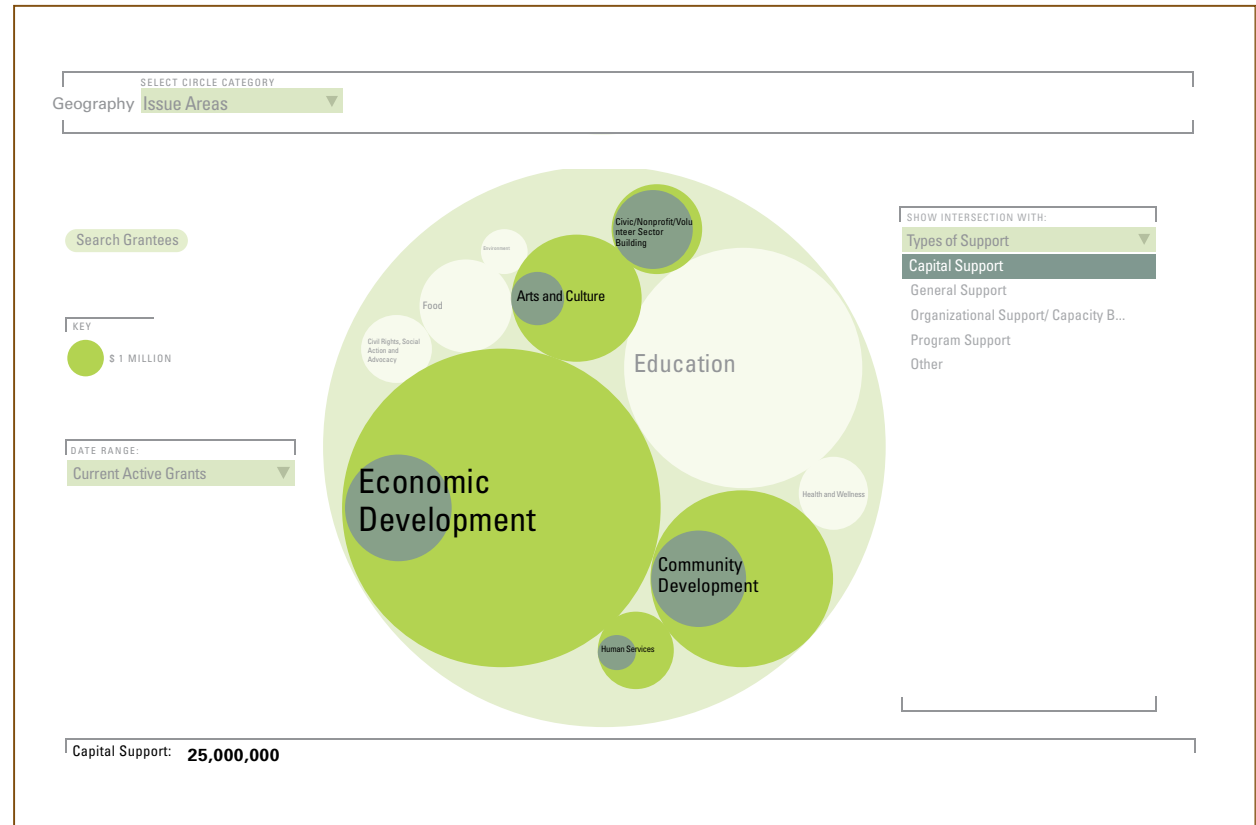 SELECT CIRCLE CATEGORY
Geography Issue Areas
Search Grantees
KEY
$ 1 MILLION
DATE RANGE:
Current Active Grants
Civic/Nonprofit/Volu
nteer Sector
Building
Environment
Arts and Culture
Food
Civil Rights, Social
Action and
Advocacy
Education
Economic
Development
Health and Wellness
Community
Development
Human Services
SHOW INTERSECTION WITH:
Types of Support
Capital Support
General Support
Organizational Support/ Capacity B...
Program Support
Other
Capital Support: 25,000,000